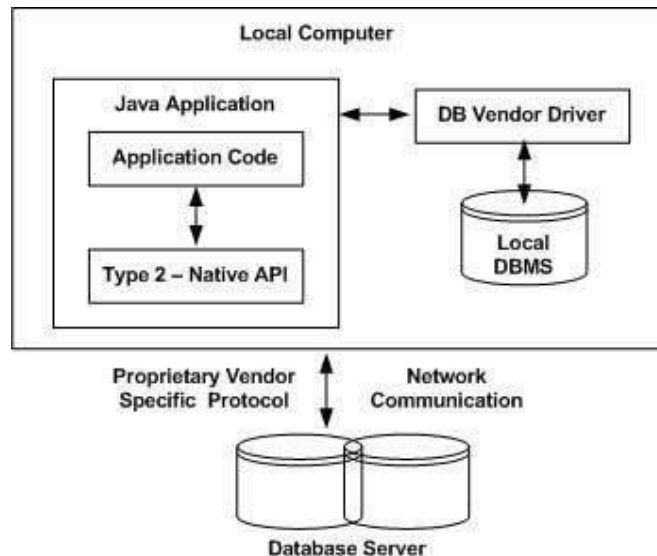 Local Computer
Java Application
DB Vendor Driver
Application Code
Type 2 – Native API
Local
DBMS
Proprietary Vendor
Specific Protocol
Network
Communication
Database Server